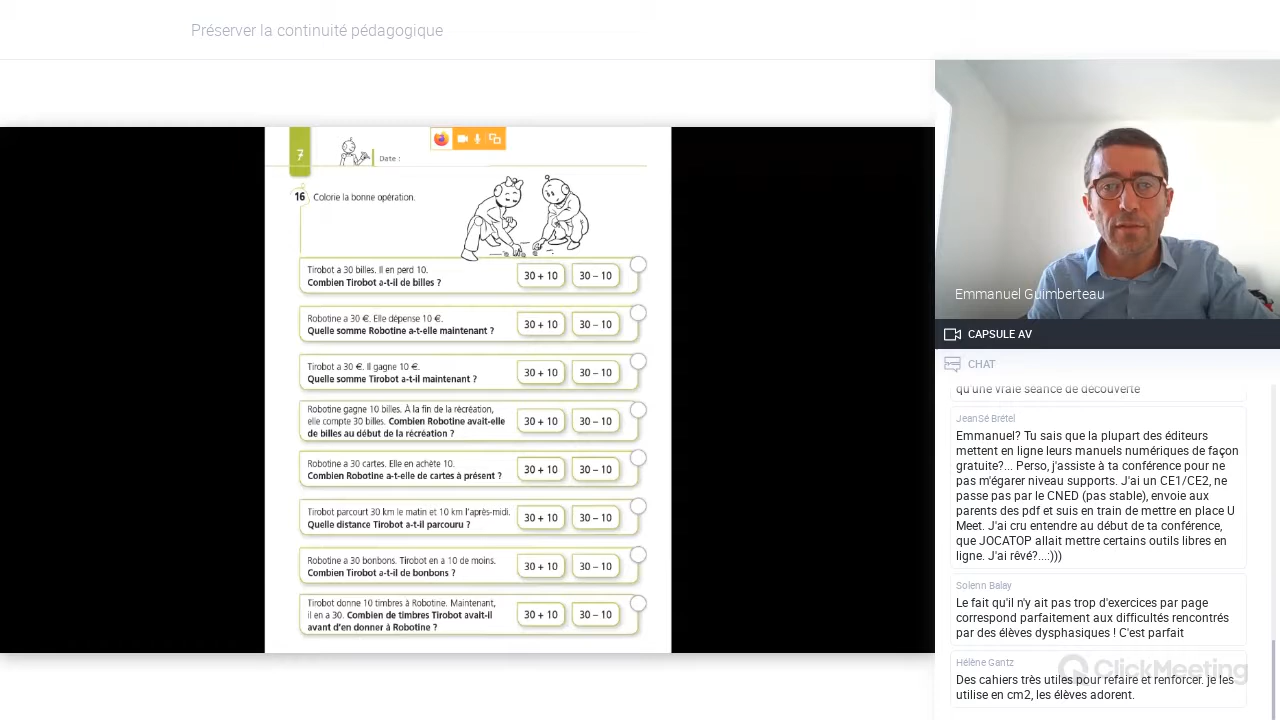 Préserver la continuité pédagogique
7
Date :
16 Colorie la bonne opération.
Tirobot a 30 billes. Il en perd 10.
Combien Tirobot a-t-il de billes ?
30 + 10
30 – 10
Robotine a 30 €. Elle dépense 10 €.
Quelle somme Robotine a-t-elle maintenant ?
30 + 10
30 – 10
Tirobot a 30 €. Il gagne 10 €.
Quelle somme Tirobot a-t-il maintenant ?
30 + 10
30 – 10
Robotine gagne 10 billes. À la fin de la récréation,
elle compte 30 billes. Combien Robotine avait-elle
de billes au début de la récréation ?
30 + 10
30 – 10
Robotine a 30 cartes. Elle en achète 10.
Combien Robotine a-t-elle de cartes à présent ?
30 + 10
30 – 10
Tirobot parcourt 30 km le matin et 10 km l'après-midi.
Quelle distance Tirobot a-t-il parcouru ?
30 + 10
30 – 10
Robotine a 30 bonbons. Tirobot en a 10 de moins.
Combien Tirobot a-t-il de bonbons ?
30 + 10
30 – 10
Tirobot donne 10 timbres à Robotine. Maintenant,
il en a 30. Combien de timbres Tirobot avait-il
avant d'en donner à Robotine ?
30 + 10
30 – 10
Emmanuel Guimberteau
CAPSULE AV
CHAT
qu'une vraie séance de découverte
JeanSé Brétel
Emmanuel? Tu sais que la plupart des éditeurs
mettent en ligne leurs manuels numériques de façon
gratuite?... Perso, j'assiste à ta conférence pour ne
pas m'égarer niveau supports. J'ai un CE1/CE2, ne
passe pas par le CNED (pas stable), envoie aux
parents des pdf et suis en train de mettre en place U
Meet. J'ai cru entendre au début de ta conférence,
que JOCATOP allait mettre certains outils libres en
ligne. J'ai rêvé?...:)))
Solenn Balay
Le fait qu'il n'y ait pas trop d'exercices par page
correspond parfaitement aux difficultés rencontrés
par des élèves dysphasiques ! C'est parfait
Hélène Gantz
Des cahiers très utiles pour refaire et renforcer. je les
utilise en cm2, les élèves adorent.
ClickMeeting